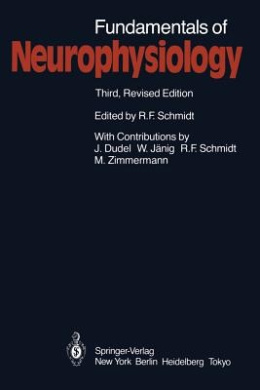 Fundamentals of
Neurophysiology
Third, Revised Edition
Edited by R.F. Schmidt
With Contributions by
J. Dudel W. Jänig R.F. Schmidt
M. Zimmermann
Springer-Verlag
New York Berlin Heidelberg Tokyo